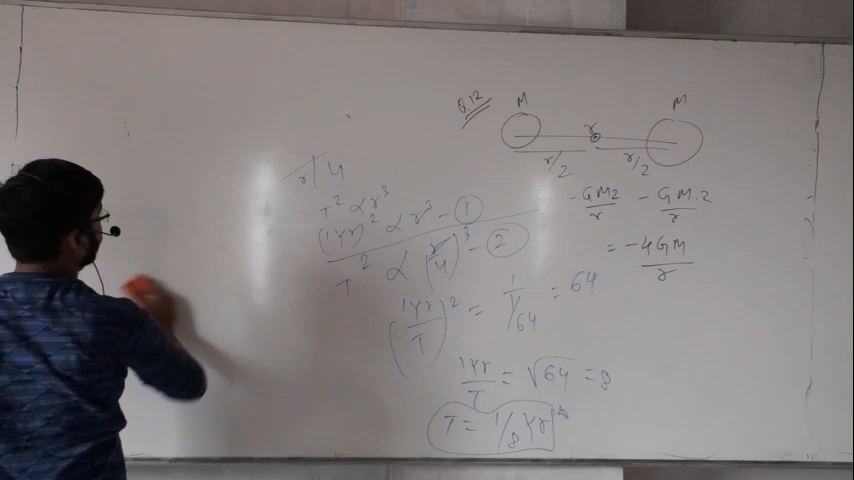 r/4
T² ∝ r³
(1Yr)² ∝ r³ - ①
T² ∝ (r/4)³ - ②
(1Yr/T)² = 1/1/64 = 64
1Yr/T = √64 = 8
T = 1/8 Yr
Q.12
M M
r
r/2 r/2
-GM2/r - GM.2/r
= -4GM/r